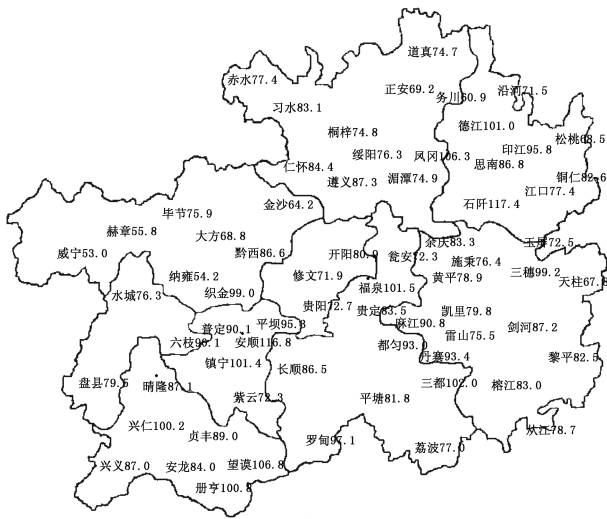 道真74.7
赤水77.4
正安69.2
沿河71.5
务川60.9
习水83.1
德江101.0
桐梓74.8
松桃68.5
印江95.8
绥阳76.3
凤冈106.3
思南86.8
仁怀84.4
铜仁82.6
遵义87.3
湄潭74.9
江口77.4
金沙64.2
石阡117.4
毕节75.9
赫章55.8
大方68.8
余庆83.3
玉屏72.5
威宁53.0
黔西86.6
开阳80.9
瓮安72.3
施秉76.4
纳雍54.2
修文71.9
黄平78.9
三穗99.2
天柱67.8
水城76.3
织金99.0
福泉101.5
贵阳72.7
贵定83.5
凯里79.8
普定90.1
平坝95.3
麻江90.8
剑河87.2
六枝99.1
安顺116.8
都匀93.9
雷山75.5
镇宁101.4
长顺86.5
丹寨93.4
黎平82.5
盘县79.5
晴隆87.1
三都102.0
榕江83.0
紫云72.3
平塘81.8
兴仁100.2
贞丰89.0
从江78.7
罗甸97.1
荔波77.0
兴义87.0
安龙84.0
望谟106.8
册亨100.8